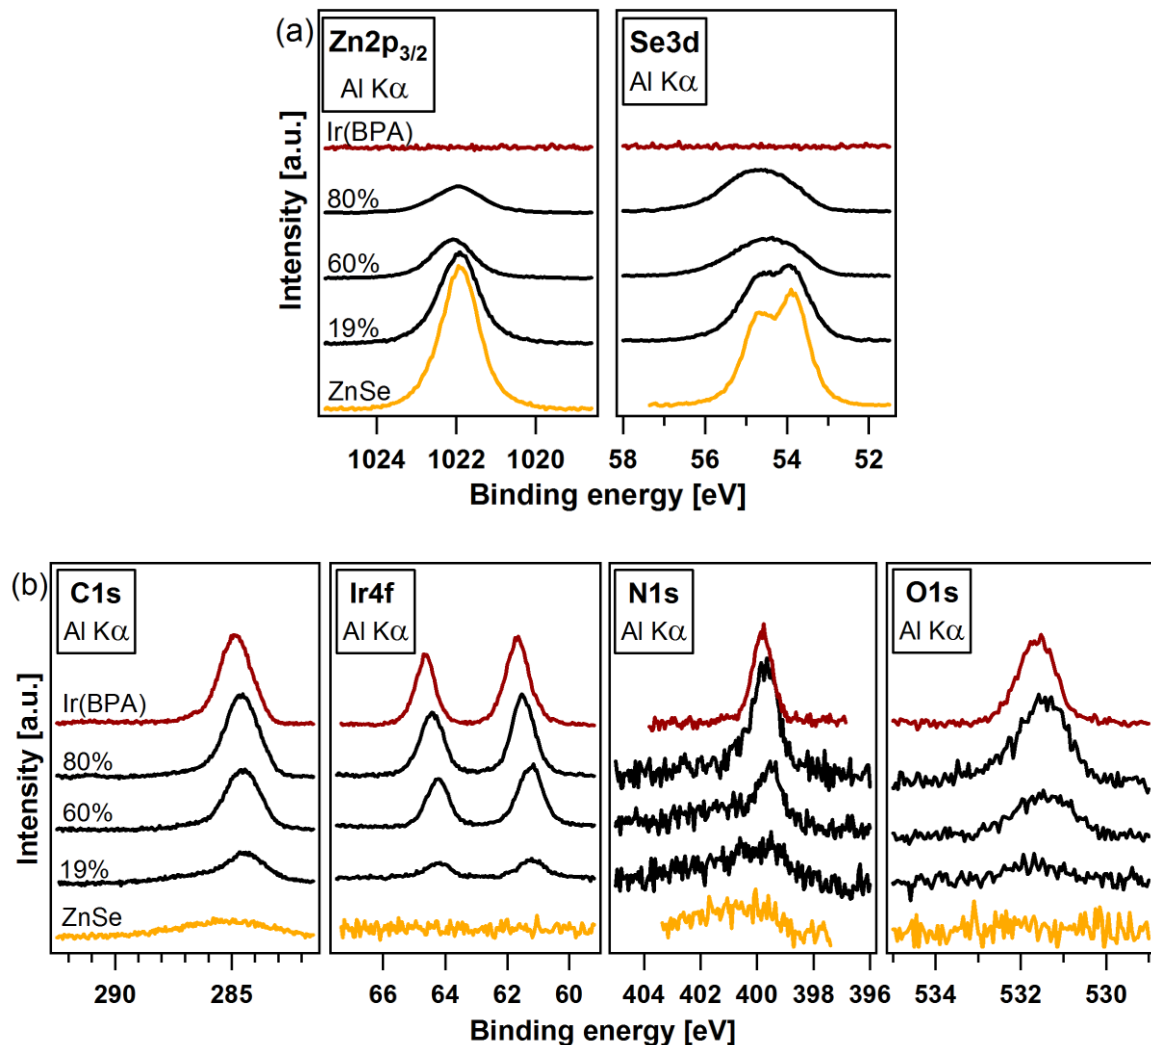 (a)
Zn2p3/2
Al Kα
Se3d
Al Kα
Intensity [a.u.]
Ir(BPA)
80%
60%
19%
ZnSe
1024 1022 1020
58 56 54 52
Binding energy [eV]
(b)
C1s
Al Kα
Ir4f
Al Kα
N1s
Al Kα
O1s
Al Kα
Intensity [a.u.]
Ir(BPA)
80%
60%
19%
ZnSe
290 285
66 64 62 60
404 402 400 398 396
534 532 530
Binding energy [eV]